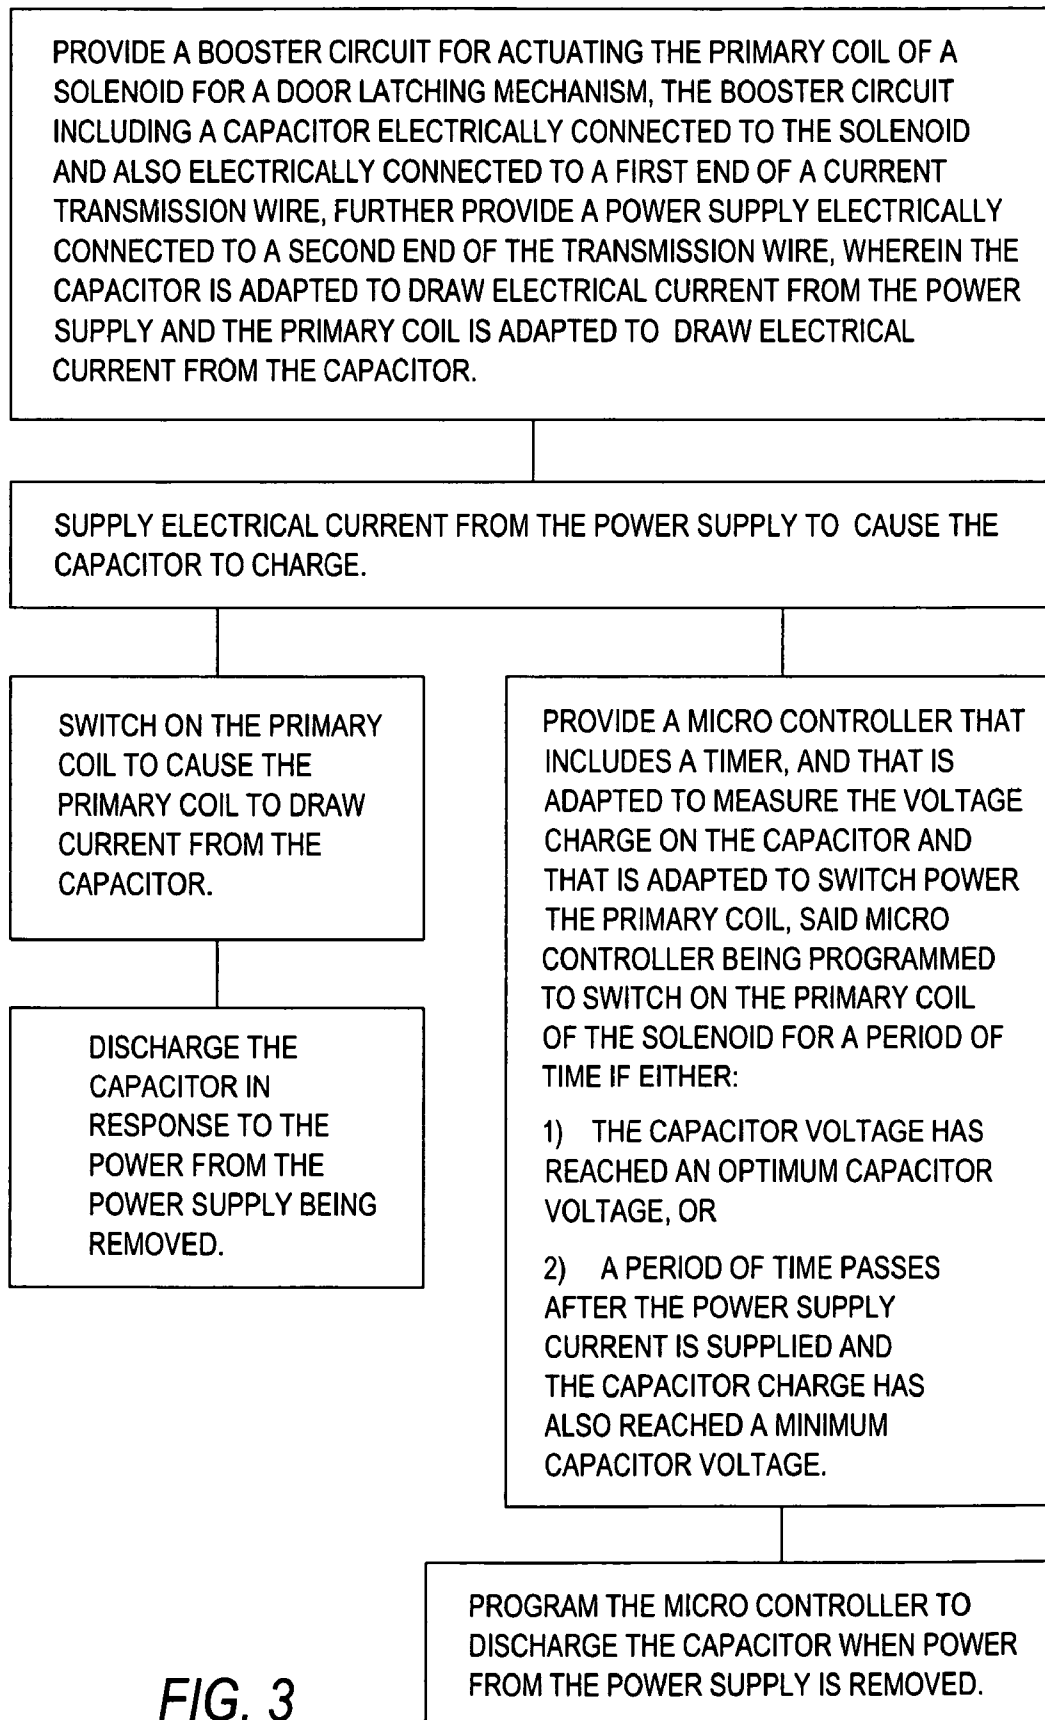 PROVIDE A BOOSTER CIRCUIT FOR ACTUATING THE PRIMARY COIL OF A
SOLENOID FOR A DOOR LATCHING MECHANISM, THE BOOSTER CIRCUIT
INCLUDING A CAPACITOR ELECTRICALLY CONNECTED TO THE SOLENOID
AND ALSO ELECTRICALLY CONNECTED TO A FIRST END OF A CURRENT
TRANSMISSION WIRE, FURTHER PROVIDE A POWER SUPPLY ELECTRICALLY
CONNECTED TO A SECOND END OF THE TRANSMISSION WIRE, WHEREIN THE
CAPACITOR IS ADAPTED TO DRAW ELECTRICAL CURRENT FROM THE POWER
SUPPLY AND THE PRIMARY COIL IS ADAPTED TO DRAW ELECTRICAL
CURRENT FROM THE CAPACITOR.
SUPPLY ELECTRICAL CURRENT FROM THE POWER SUPPLY TO CAUSE THE
CAPACITOR TO CHARGE.
SWITCH ON THE PRIMARY
COIL TO CAUSE THE
PRIMARY COIL TO DRAW
CURRENT FROM THE
CAPACITOR.
DISCHARGE THE
CAPACITOR IN
RESPONSE TO THE
POWER FROM THE
POWER SUPPLY BEING
REMOVED.
PROVIDE A MICRO CONTROLLER THAT
INCLUDES A TIMER, AND THAT IS
ADAPTED TO MEASURE THE VOLTAGE
CHARGE ON THE CAPACITOR AND
THAT IS ADAPTED TO SWITCH POWER
THE PRIMARY COIL, SAID MICRO
CONTROLLER BEING PROGRAMMED
TO SWITCH ON THE PRIMARY COIL
OF THE SOLENOID FOR A PERIOD OF
TIME IF EITHER:
1) THE CAPACITOR VOLTAGE HAS
REACHED AN OPTIMUM CAPACITOR
VOLTAGE, OR
2) A PERIOD OF TIME PASSES
AFTER THE POWER SUPPLY
CURRENT IS SUPPLIED AND
THE CAPACITOR CHARGE HAS
ALSO REACHED A MINIMUM
CAPACITOR VOLTAGE.
PROGRAM THE MICRO CONTROLLER TO
DISCHARGE THE CAPACITOR WHEN POWER
FROM THE POWER SUPPLY IS REMOVED.
FIG. 3